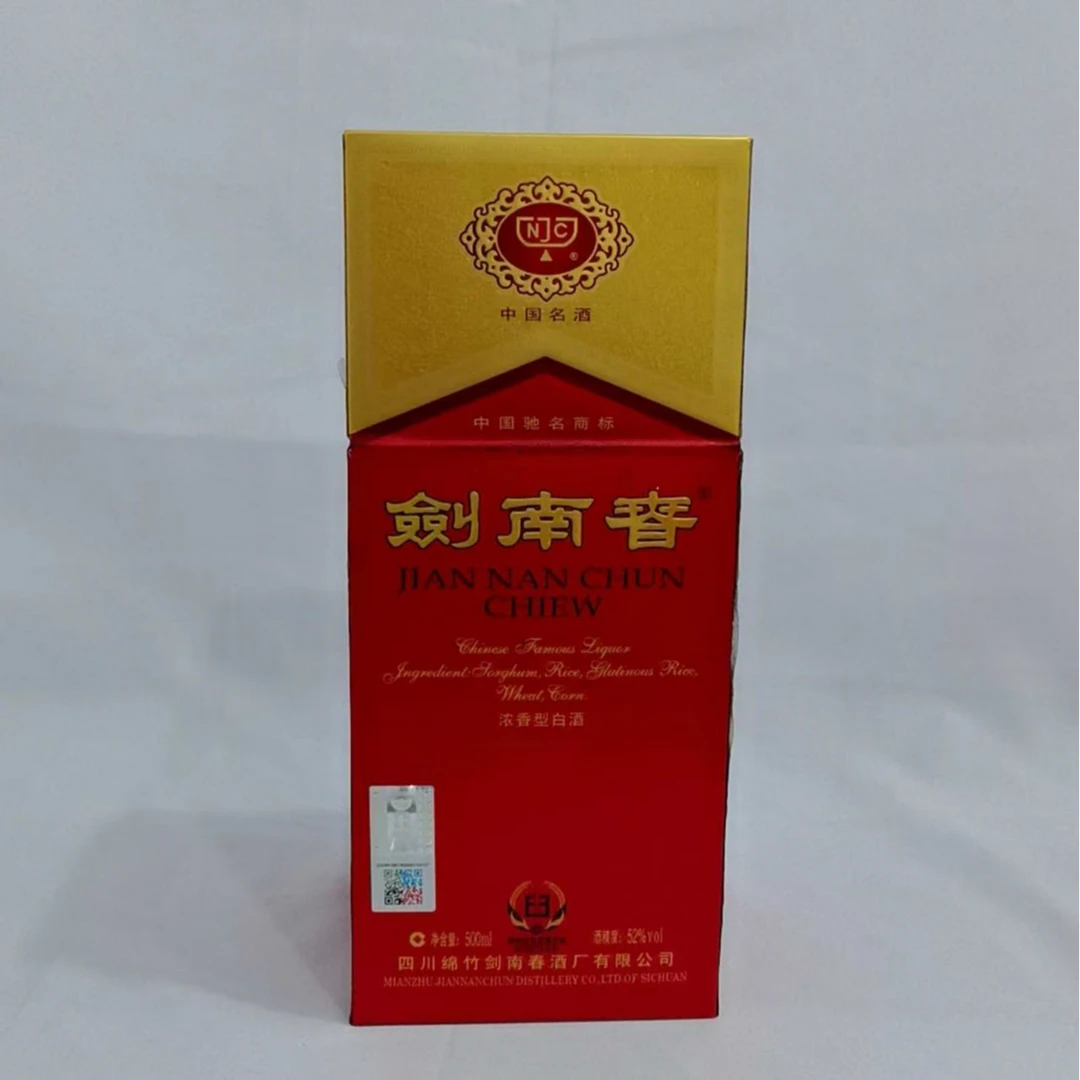 NJC
®
中国名酒
中国驰名商标
劍南春®
JIAN NAN CHUN
CHIEW
Chinese Famous Liquor
Ingredient:Sorghum, Rice, Glutinous Rice,
Wheat, Corn.
浓香型白酒
净含量: 500ml 酒精度: 52%vol
四川绵竹剑南春酒厂有限公司
MIANZHU JIANNANCHUN DISTILLERY CO.,LTD.OF SICHUAN